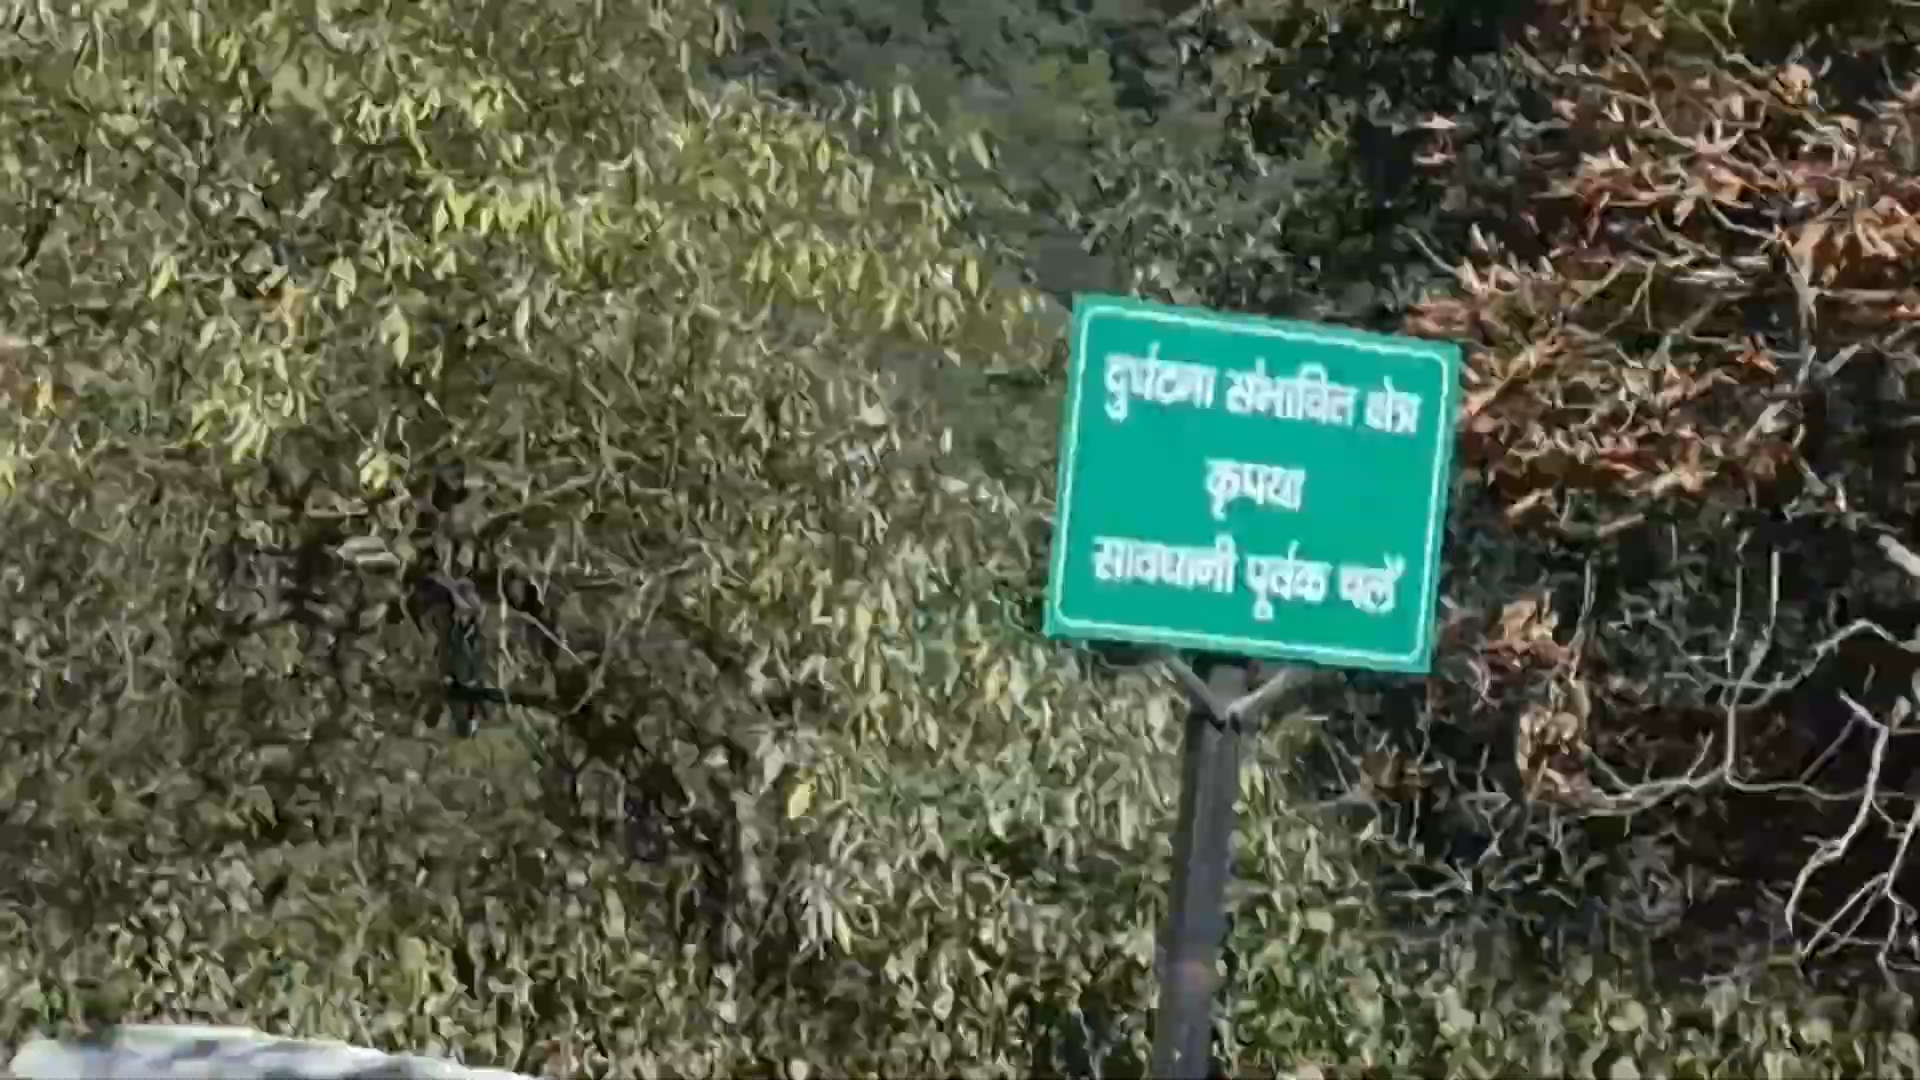 दुर्घटना संभावित क्षेत्र
कृपया
सावधानी पूर्वक चलें